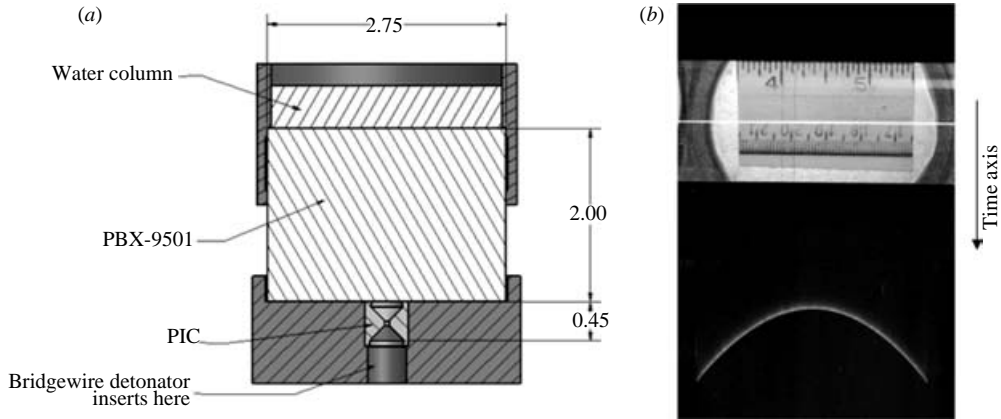 (a)
2.75
Water column
PBX-9501
2.00
PIC
0.45
Bridgewire detonator
inserts here
(b)
4
5
Time axis